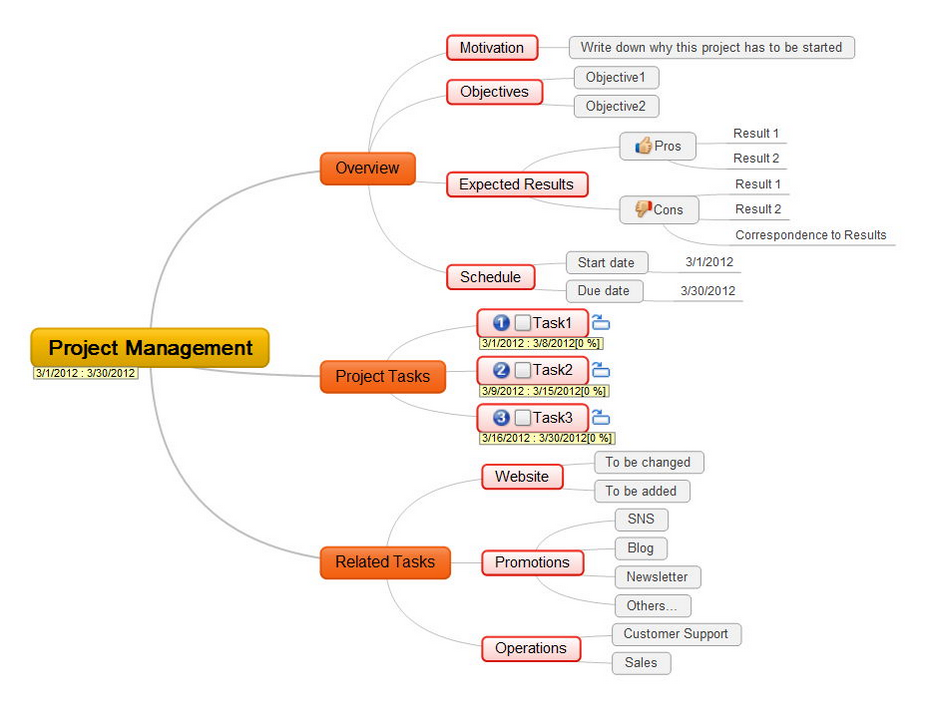 Project Management
3/1/2012 : 3/30/2012
Overview
Motivation
Write down why this project has to be started
Objectives
Objective1
Objective2
Expected Results
Pros
Result 1
Result 2
Cons
Result 1
Result 2
Correspondence to Results
Schedule
Start date
3/1/2012
Due date
3/30/2012
Project Tasks
1 Task1
3/1/2012 : 3/8/2012[0 %]
2 Task2
3/9/2012 : 3/15/2012[0 %]
3 Task3
3/16/2012 : 3/30/2012[0 %]
Related Tasks
Website
To be changed
To be added
Promotions
SNS
Blog
Newsletter
Others...
Operations
Customer Support
Sales